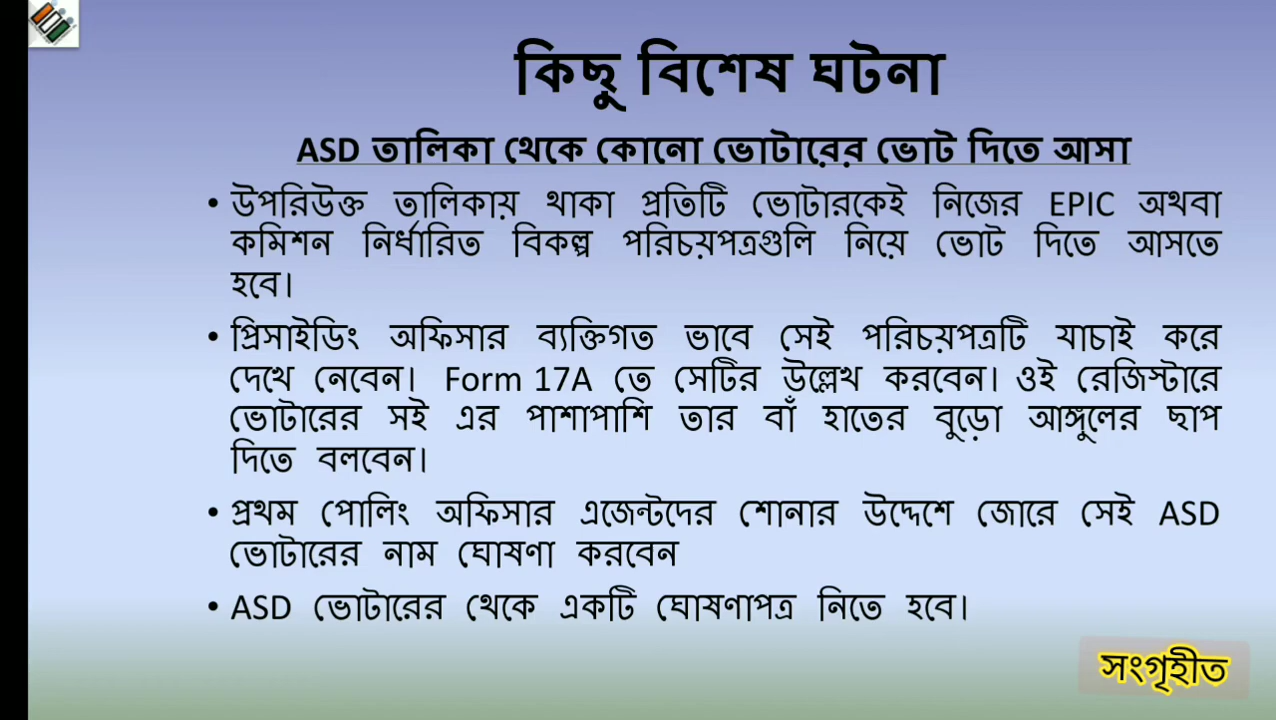 কিছু বিশেষ ঘটনা
ASD তালিকা থেকে কোনো ভোটারের ভোট দিতে আসা
• উপরিউক্ত তালিকায় থাকা প্রতিটি ভোটারকেই নিজের EPIC অথবা
কমিশন নির্ধারিত বিকল্প পরিচয়পত্রগুলি নিয়ে ভোট দিতে আসতে
হবে।
• প্রিসাইডিং অফিসার ব্যক্তিগত ভাবে সেই পরিচয়পত্রটি যাচাই করে
দেখে নেবেন। Form 17A তে সেটির উল্লেখ করবেন। ওই রেজিস্টারে
ভোটারের সই এর পাশাপাশি তার বাঁ হাতের বুড়ো আঙ্গুলের ছাপ
দিতে বলবেন।
• প্রথম পোলিং অফিসার এজেন্টদের শোনার উদ্দেশে জোরে সেই ASD
ভোটারের নাম ঘোষণা করবেন
• ASD ভোটারের থেকে একটি ঘোষণাপত্র নিতে হবে।
সংগৃহীত